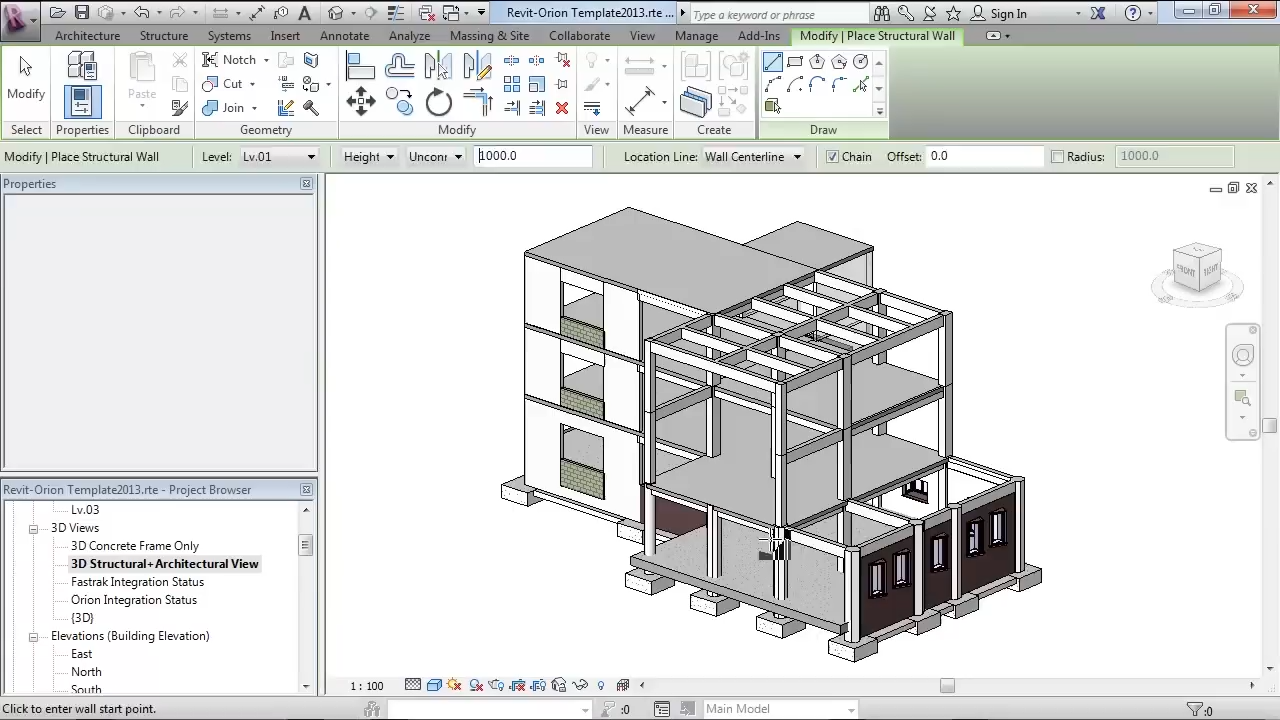 Revit-Orion Template2013.rte ...
Type a keyword or phrase
Sign In
Architecture
Structure
Systems
Insert
Annotate
Analyze
Massing & Site
Collaborate
View
Manage
Add-Ins
Modify | Place Structural Wall
Modify
Paste
Notch
Cut
Join
Select
Properties
Clipboard
Geometry
Modify
View
Measure
Create
Draw
Modify | Place Structural Wall
Level:
Lv.01
Height
Unconr
1000.0
Location Line:
Wall Centerline
Chain
Offset:
0.0
Radius:
1000.0
Properties
FRONT
RIGHT
Revit-Orion Template2013.rte - Project Browser
Lv.03
3D Views
3D Concrete Frame Only
3D Structural+Architectural View
Fastrak Integration Status
Orion Integration Status
{3D}
Elevations (Building Elevation)
East
North
South
1 : 100
Click to enter wall start point.
:0
Main Model
:0